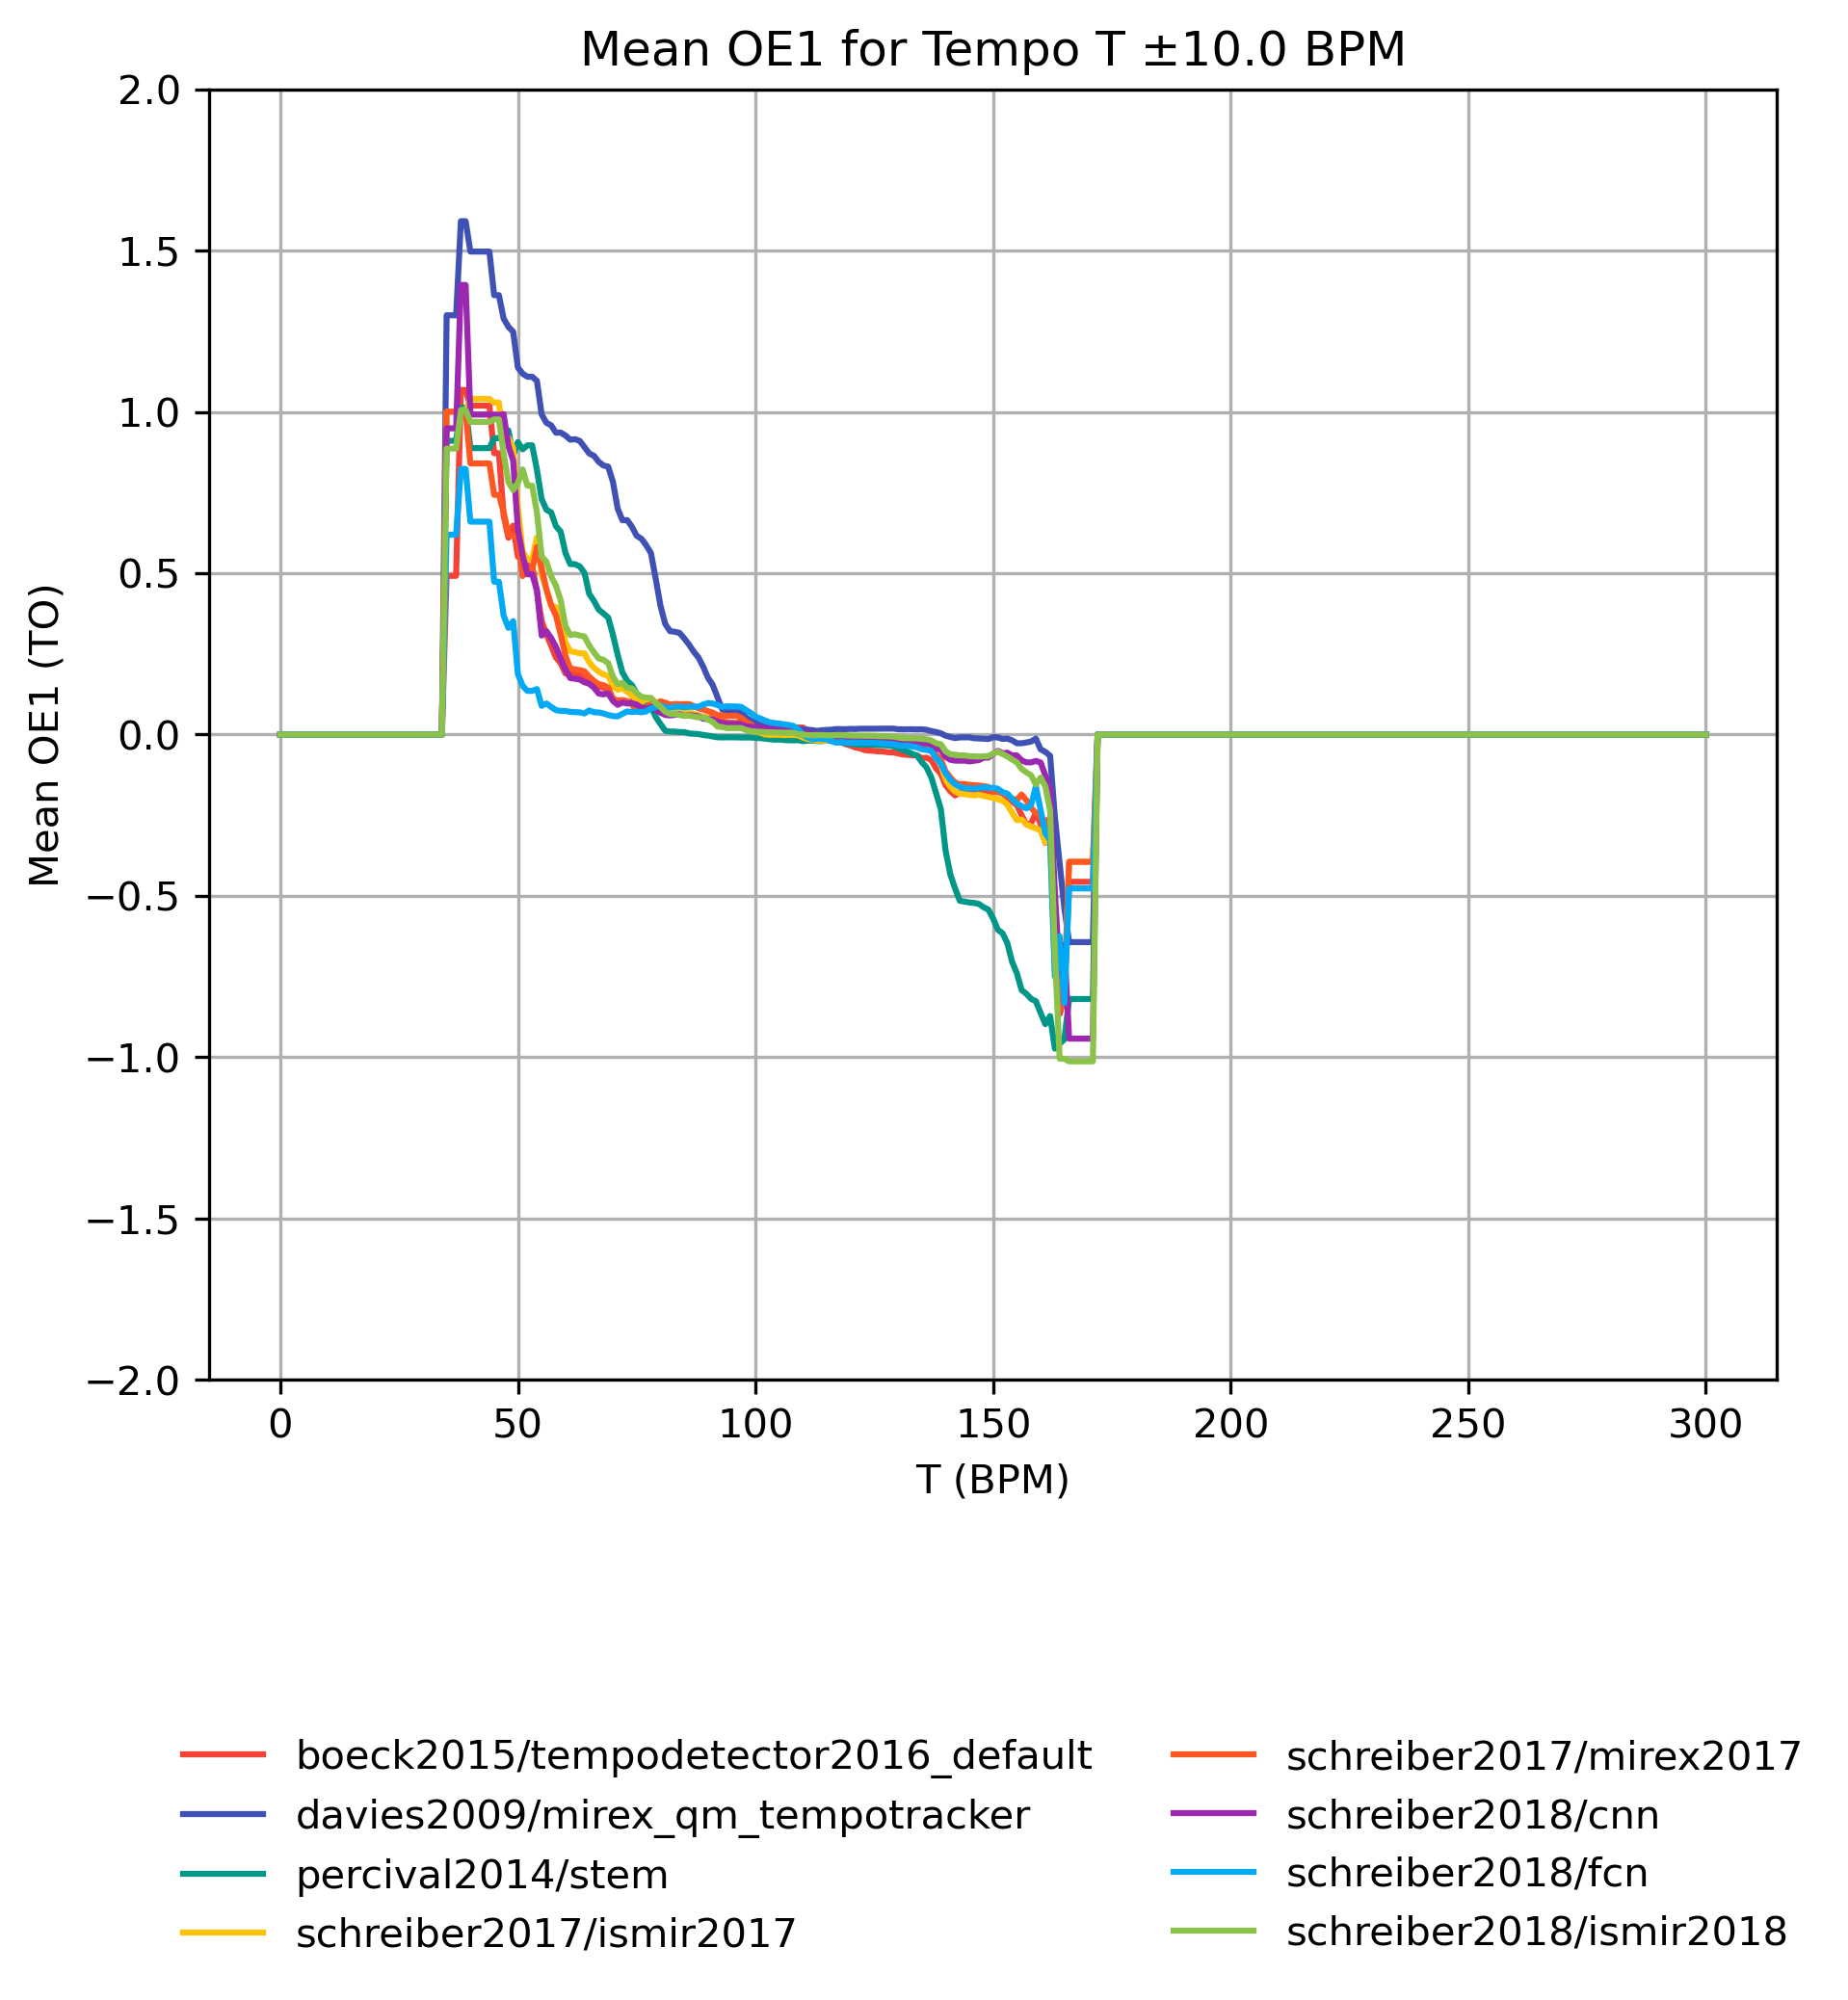 Mean OE1 for Tempo T ±10.0 BPM
2.0
1.5
1.0
0.5
0.0
−0.5
−1.0
−1.5
−2.0
Mean OE1 (TO)
0 50 100 150 200 250 300
T (BPM)
boeck2015/tempodetector2016_default
davies2009/mirex_qm_tempotracker
percival2014/stem
schreiber2017/ismir2017
schreiber2017/mirex2017
schreiber2018/cnn
schreiber2018/fcn
schreiber2018/ismir2018